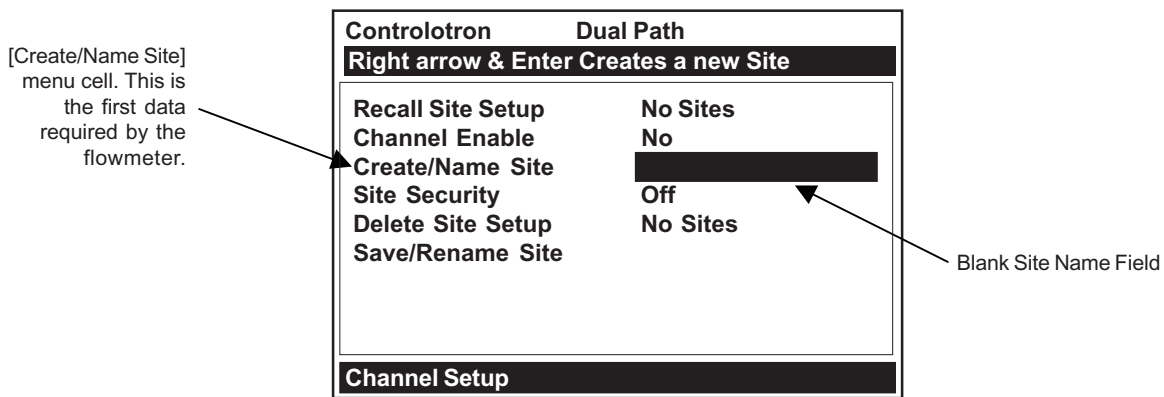 [Create/Name Site]
menu cell. This is
the first data
required by the
flowmeter.
Controlotron Dual Path
Right arrow & Enter Creates a new Site
Recall Site Setup No Sites
Channel Enable No
Create/Name Site
Site Security Off
Delete Site Setup No Sites
Save/Rename Site
Blank Site Name Field
Channel Setup